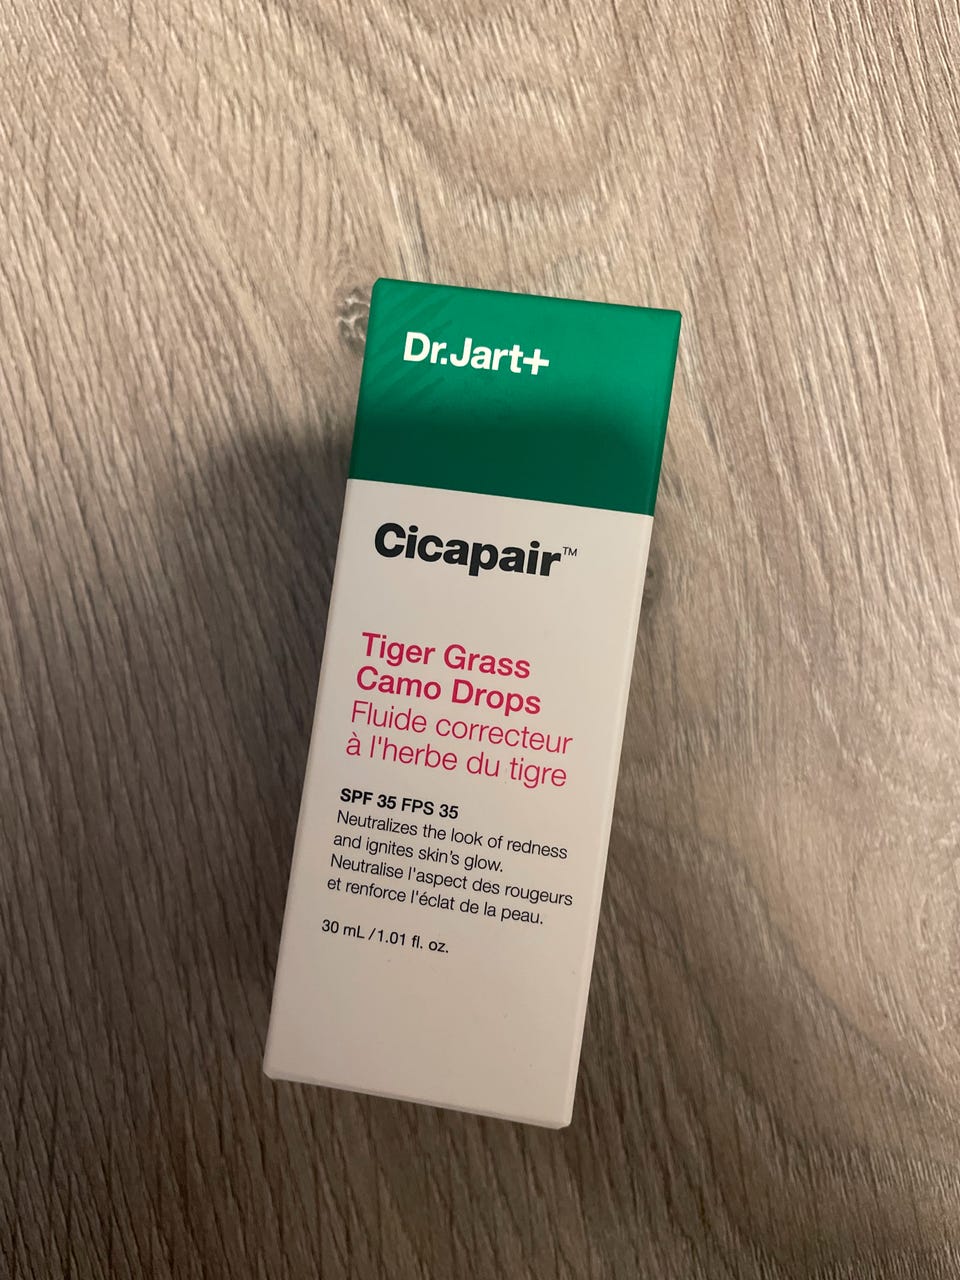 Dr.Jart+
Cicapair™
Tiger Grass
Camo Drops
Fluide correcteur
à l'herbe du tigre
SPF 35 FPS 35
Neutralizes the look of redness
and ignites skin's glow.
Neutralise l'aspect des rougeurs
et renforce l'éclat de la peau.
30 mL / 1.01 fl. oz.